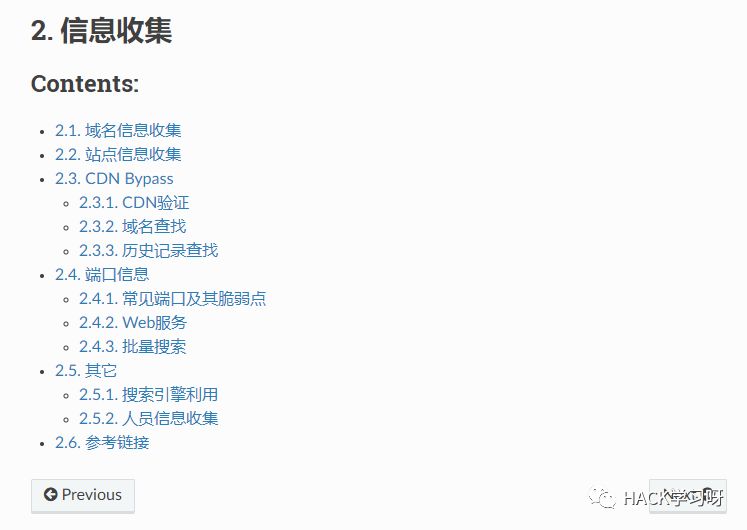 2. 信息收集
Contents:
2.1. 域名信息收集
2.2. 站点信息收集
2.3. CDN Bypass
2.3.1. CDN验证
2.3.2. 域名查找
2.3.3. 历史记录查找
2.4. 端口信息
2.4.1. 常见端口及其脆弱点
2.4.2. Web服务
2.4.3. 批量搜索
2.5. 其它
2.5.1. 搜索引擎利用
2.5.2. 人员信息收集
2.6. 参考链接
Previous
Next
HACK学习呀